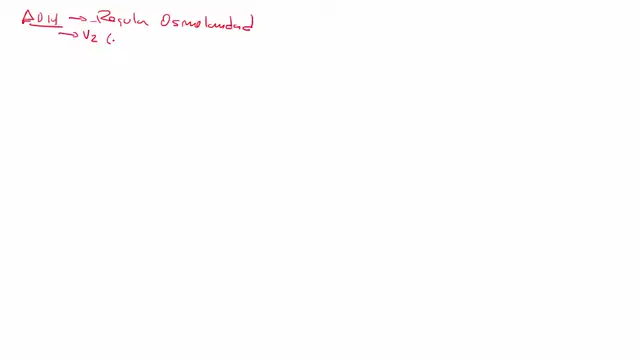 ADH → Regula Osmolaridad
→ V2 (